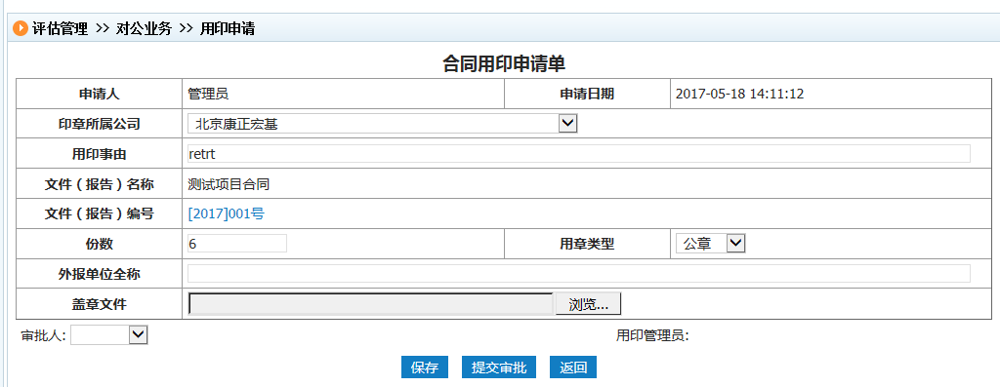 评估管理 >> 对公业务 >> 用印申请
合同用印申请单
申请人 管理员 申请日期 2017-05-18 14:11:12
印章所属公司 北京康正宏基
用印事由 retrt
文件（报告）名称 测试项目合同
文件（报告）编号 [2017]001号
份数 6 用章类型 公章
外报单位全称
盖章文件 浏览...
审批人: 用印管理员:
保存 提交审批 返回